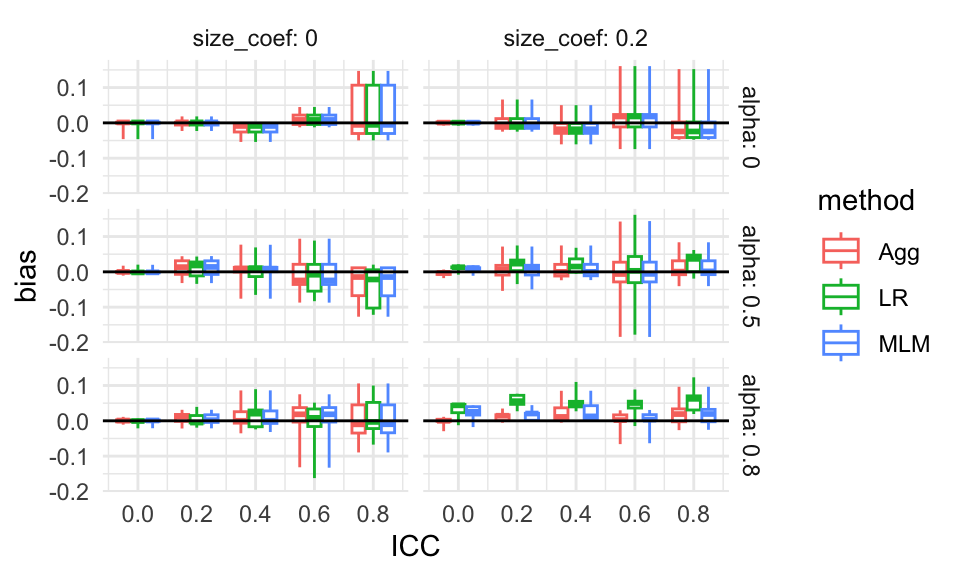 size_coef: 0 size_coef: 0.2
0.1
0.0
-0.1
-0.2
alpha: 0
0.1
0.0
-0.1
-0.2
alpha: 0.5
0.1
0.0
-0.1
-0.2
alpha: 0.8
bias
0.0 0.2 0.4 0.6 0.8 0.0 0.2 0.4 0.6 0.8
ICC
method
Agg
LR
MLM